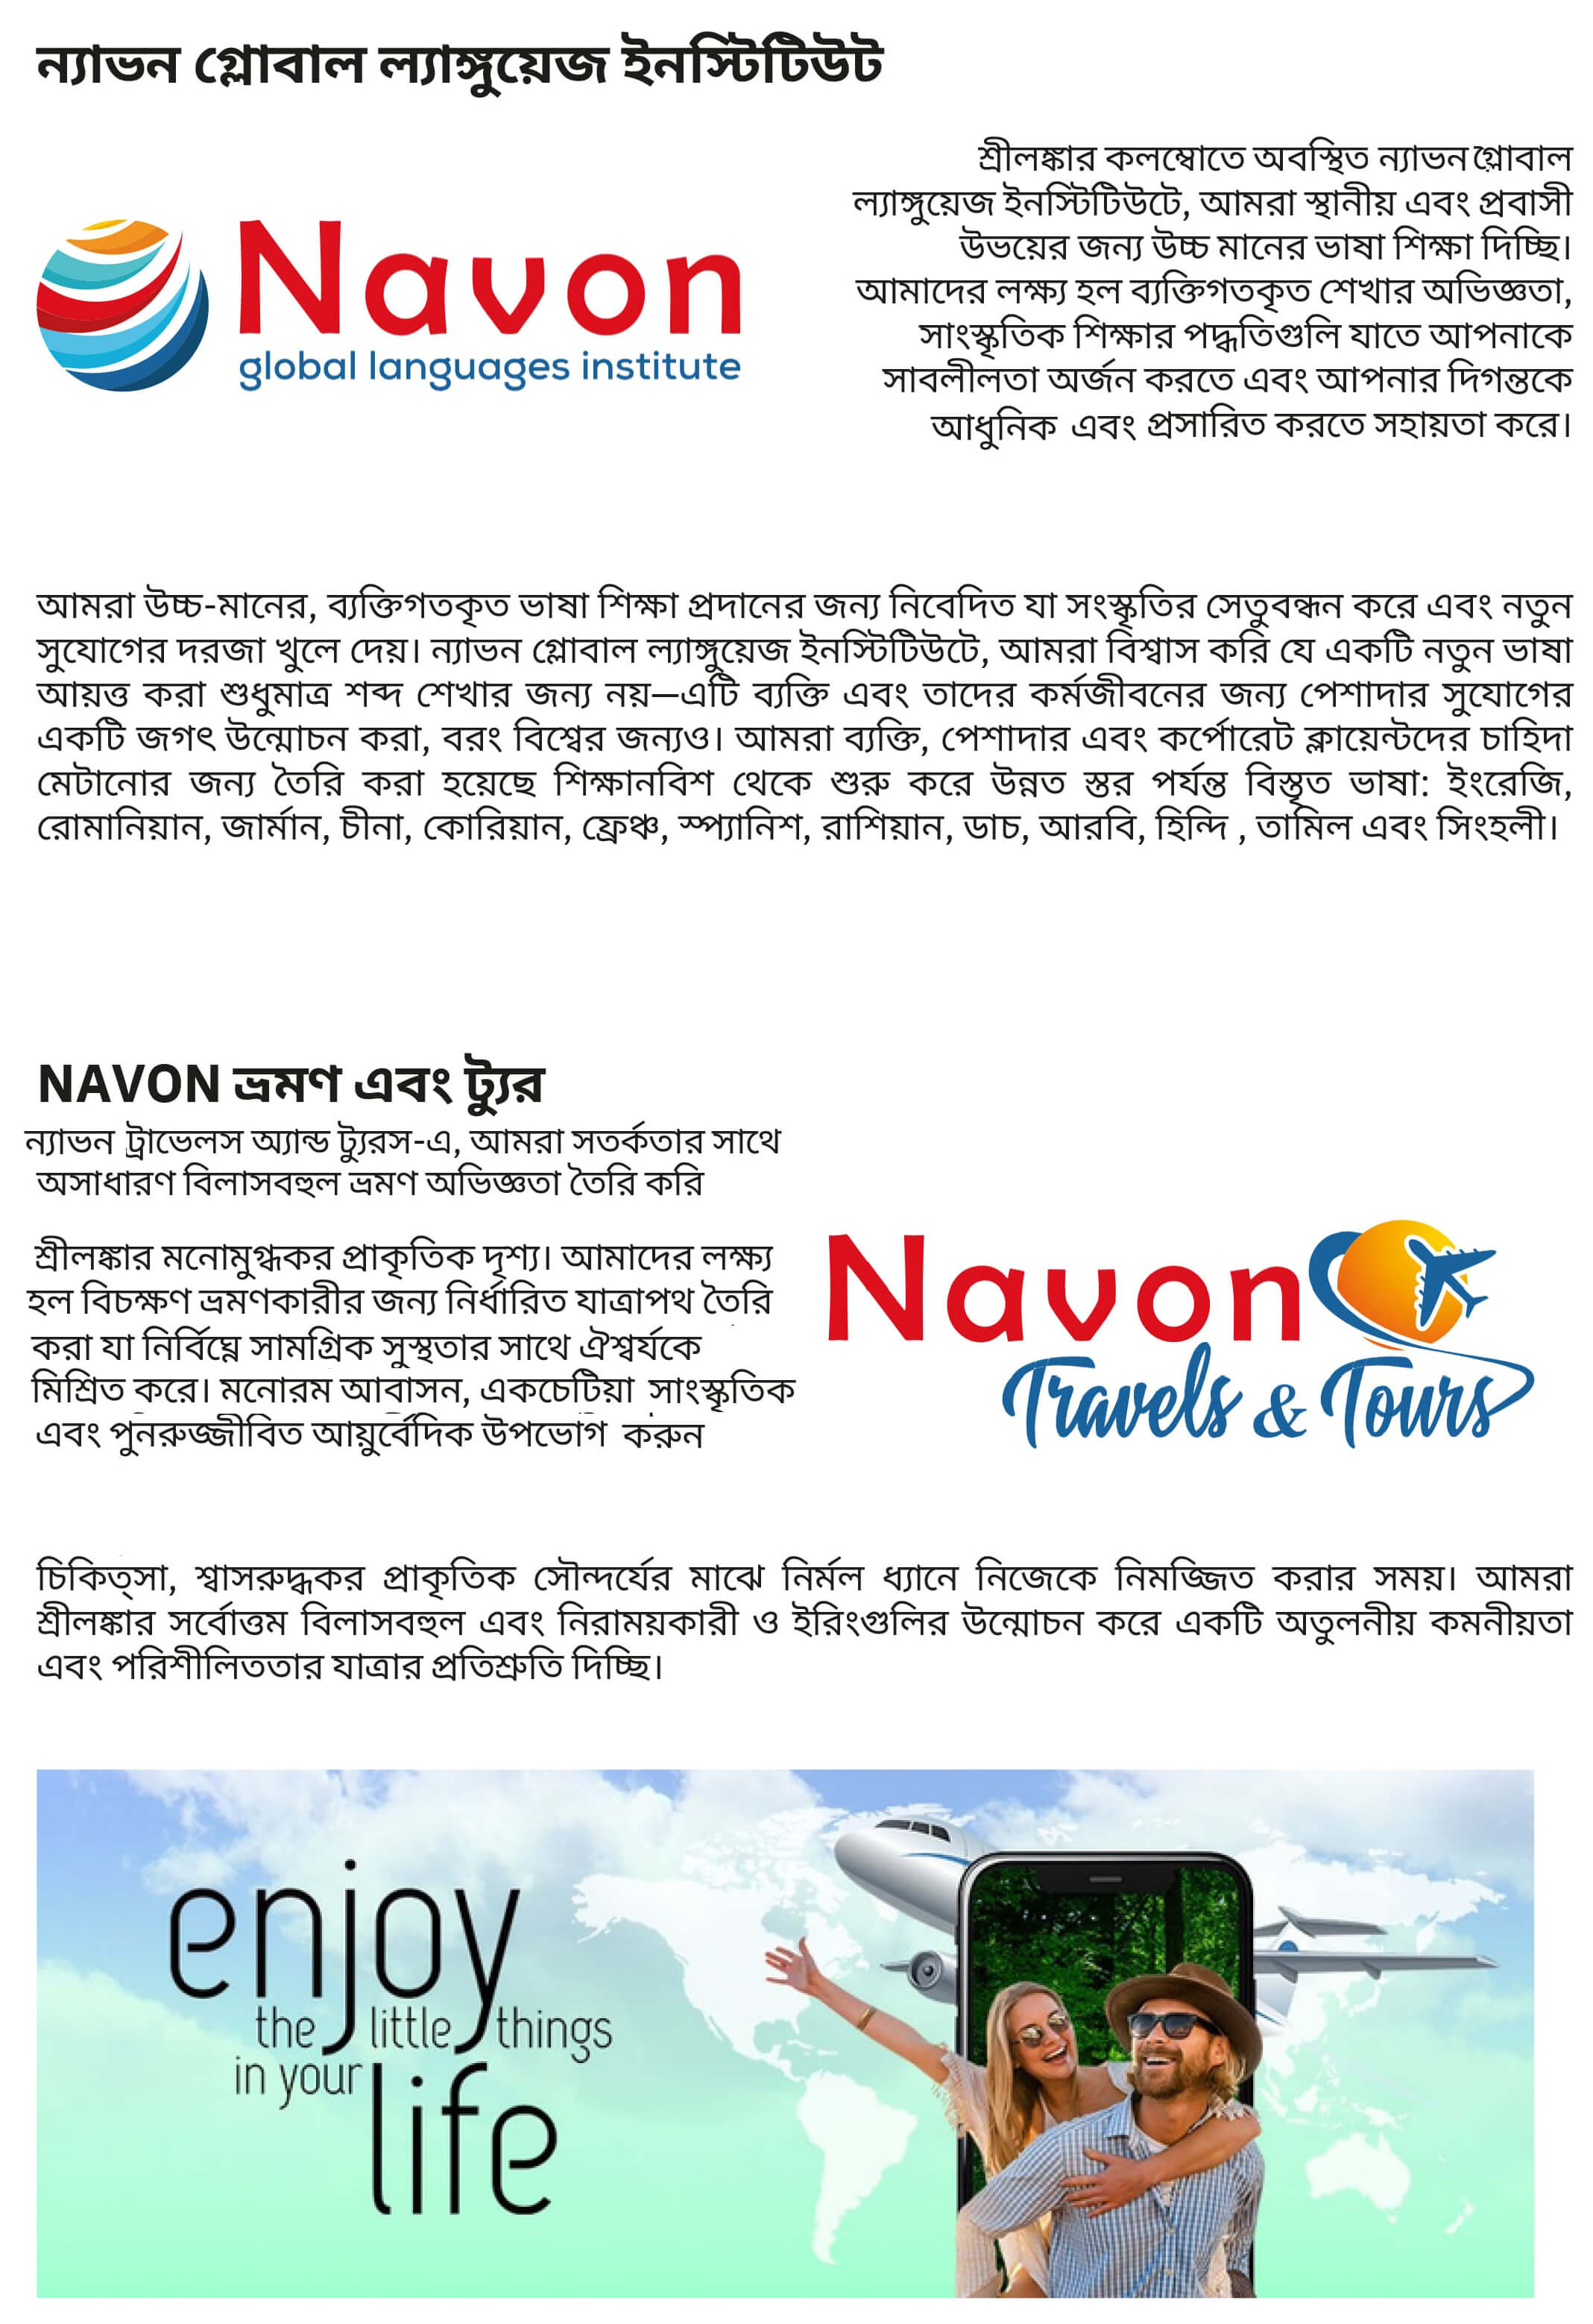 ন্যাভন গ্লোবাল ল্যাঙ্গুয়েজ ইনস্টিটিউট
Navon
global languages institute
শ্রীলঙ্কার কলম্বোতে অবস্থিত ন্যাভন গ্লোবাল
ল্যাঙ্গুয়েজ ইনস্টিটিউটে, আমরা স্থানীয় এবং প্রবাসী
উভয়ের জন্য উচ্চ মানের ভাষা শিক্ষা দিচ্ছি।
আমাদের লক্ষ্য হল ব্যক্তিগতকৃত শেখার অভিজ্ঞতা,
সাংস্কৃতিক শিক্ষার পদ্ধতিগুলি যাতে আপনাকে
সাবলীলতা অর্জন করতে এবং আপনার দিগন্তকে
আধুনিক এবং প্রসারিত করতে সহায়তা করে।
আমরা উচ্চ-মানের, ব্যক্তিগতকৃত ভাষা শিক্ষা প্রদানের জন্য নিবেদিত যা সংস্কৃতির সেতুবন্ধন করে এবং নতুন
সুযোগের দরজা খুলে দেয়। ন্যাভন গ্লোবাল ল্যাঙ্গুয়েজ ইনস্টিটিউটে, আমরা বিশ্বাস করি যে একটি নতুন ভাষা
আয়ত্ত করা শুধুমাত্র শব্দ শেখার জন্য নয়—এটি ব্যক্তি এবং তাদের কর্মজীবনের জন্য পেশাদার সুযোগের
একটি জগৎ উন্মোচন করা, বরং বিশ্বের জন্যও। আমরা ব্যক্তি, পেশাদার এবং কর্পোরেট ক্লায়েন্টদের চাহিদা
মেটানোর জন্য তৈরি করা হয়েছে শিক্ষানবিশ থেকে শুরু করে উন্নত স্তর পর্যন্ত বিস্তৃত ভাষা: ইংরেজি,
রোমানিয়ান, জার্মান, চীনা, কোরিয়ান, ফ্রেঞ্চ, স্প্যানিশ, রাশিয়ান, ডাচ, আরবি, হিন্দি , তামিল এবং সিংহলী।
NAVON ভ্রমণ এবং ট্যুর
ন্যাভন ট্রাভেলস অ্যান্ড ট্যুরস-এ, আমরা সতর্কতার সাথে
অসাধারণ বিলাসবহুল ভ্রমণ অভিজ্ঞতা তৈরি করি
শ্রীলঙ্কার মনোমুগ্ধকর প্রাকৃতিক দৃশ্য। আমাদের লক্ষ্য
হল বিচক্ষণ ভ্রমণকারীর জন্য নির্ধারিত যাত্রাপথ তৈরি
করা যা নির্বিঘ্নে সামগ্রিক সুস্থতার সাথে ঐশ্বর্যকে
মিশ্রিত করে। মনোরম আবাসন, একচেটিয়া সাংস্কৃতিক
এবং পুনরুজ্জীবিত আয়ুর্বেদিক উপভোগ করুন
Navon
Travels & Tours
চিকিত্সা, শ্বাসরুদ্ধকর প্রাকৃতিক সৌন্দর্যের মাঝে নির্মল ধ্যানে নিজেকে নিমজ্জিত করার সময়। আমরা
শ্রীলঙ্কার সর্বোত্তম বিলাসবহুল এবং নিরাময়কারী ও ইরিংগুলির উন্মোচন করে একটি অতুলনীয় কমনীয়তা
এবং পরিশীলিততার যাত্রার প্রতিশ্রুতি দিচ্ছি।
enjoy
the little things
in your
life